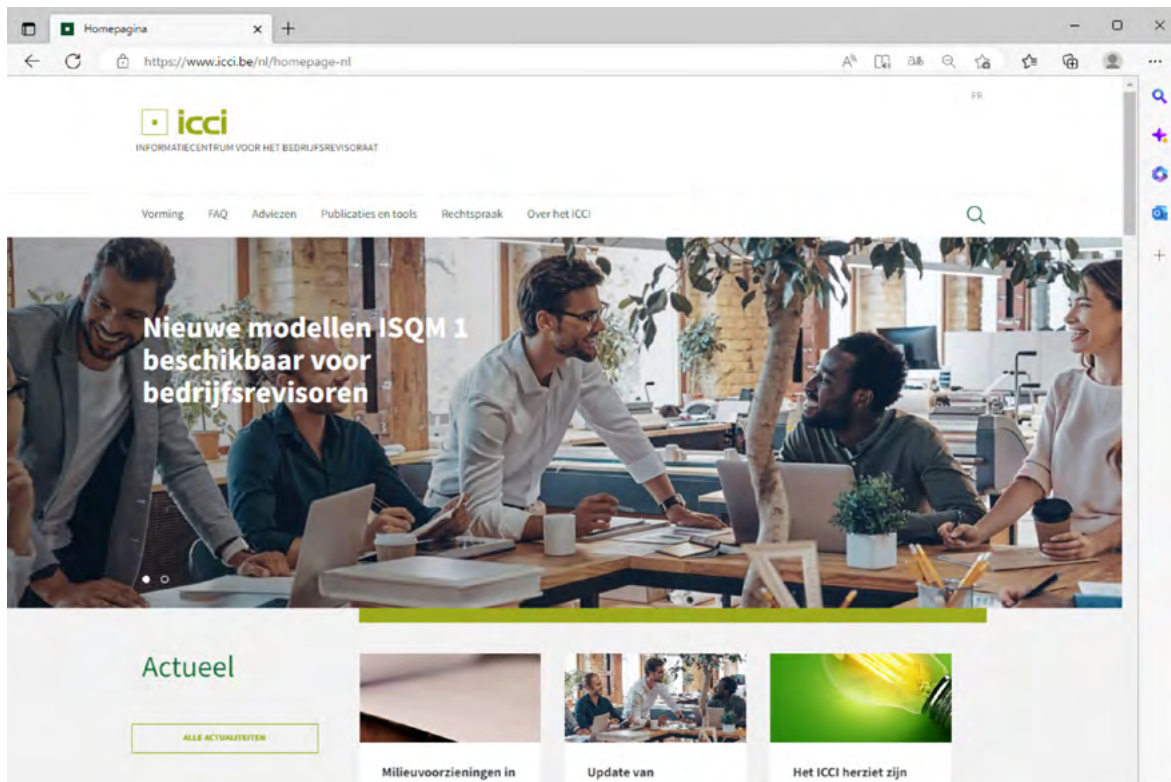 Homepagina
https://www.icci.be/nl/homepage-nl
FR
icci
INFORMATIECENTRUM VOOR HET BEDRIJFSREVISORAAT
Vorming FAQ Adviezen Publicaties en tools Rechtspraak Over het ICCI
Nieuwe modellen ISQM 1
beschikbaar voor
bedrijfsrevisoren
Actueel
ALLE ACTUALITEITEN
Milieuvoorzieningen in
Update van
Het ICCI herziet zijn